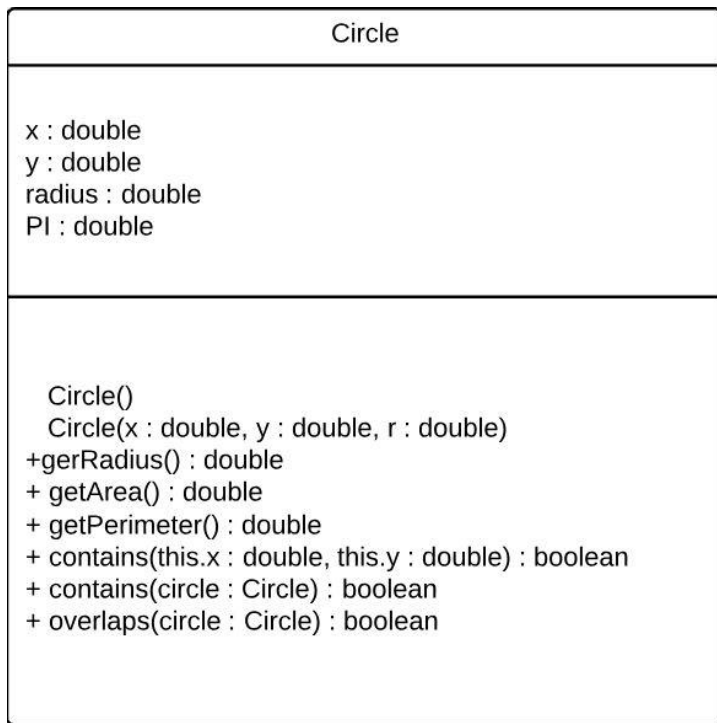 Circle
x : double
y : double
radius : double
PI : double
Circle()
Circle(x : double, y : double, r : double)
+gerRadius() : double
+ getArea() : double
+ getPerimeter() : double
+ contains(this.x : double, this.y : double) : boolean
+ contains(circle : Circle) : boolean
+ overlaps(circle : Circle) : boolean